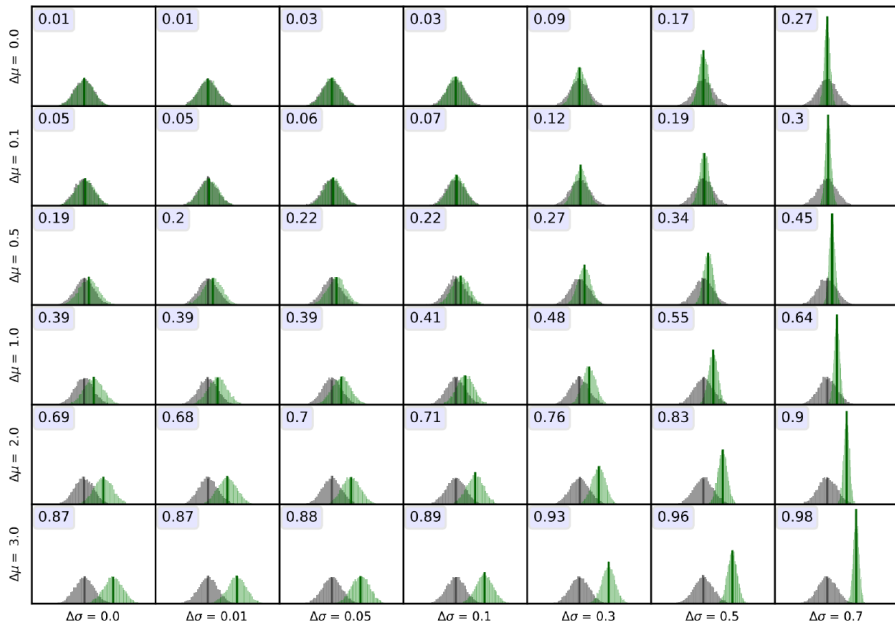 Δμ = 0.0 0.01 0.01 0.03 0.03 0.09 0.17 0.27
Δμ = 0.1 0.05 0.05 0.06 0.07 0.12 0.19 0.3
Δμ = 0.5 0.19 0.2 0.22 0.22 0.27 0.34 0.45
Δμ = 1.0 0.39 0.39 0.39 0.41 0.48 0.55 0.64
Δμ = 2.0 0.69 0.68 0.7 0.71 0.76 0.83 0.9
Δμ = 3.0 0.87 0.87 0.88 0.89 0.93 0.96 0.98
Δσ = 0.0 Δσ = 0.01 Δσ = 0.05 Δσ = 0.1 Δσ = 0.3 Δσ = 0.5 Δσ = 0.7